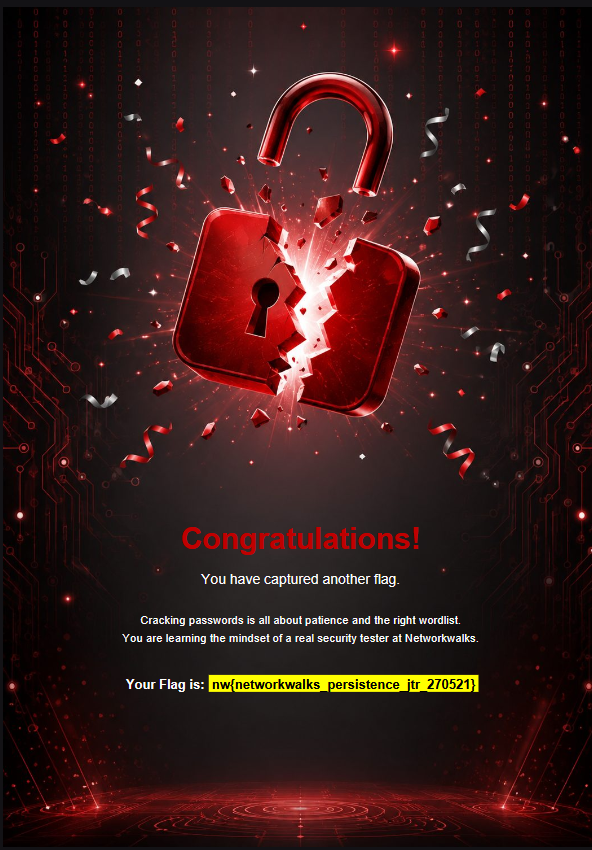 Congratulations!
You have captured another flag.
Cracking passwords is all about patience and the right wordlist.
You are learning the mindset of a real security tester at Networkwalks.
Your Flag is: nw{networkwalks_persistence_jtr_270521}